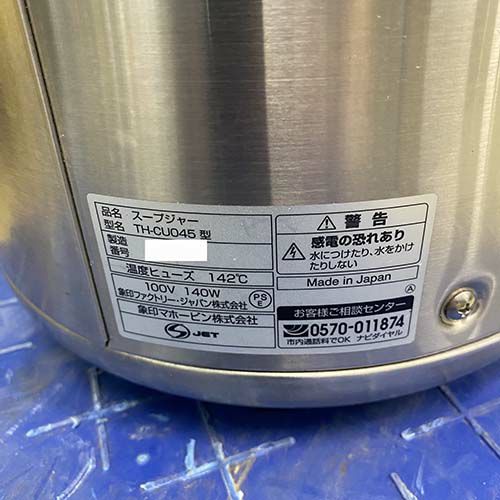 品名 スープジャー
型名 TH-CU045 型
製造
番号
温度ヒューズ 142℃
100V 140W
象印ファクトリー・ジャパン株式会社
PS
E
象印マホービン株式会社
JET
警告
感電の恐れあり
水につけたり、水をかけ
たりしない
Made in Japan
A
お客様ご相談センター
0570-011874
市内通話料でOK ナビダイヤル